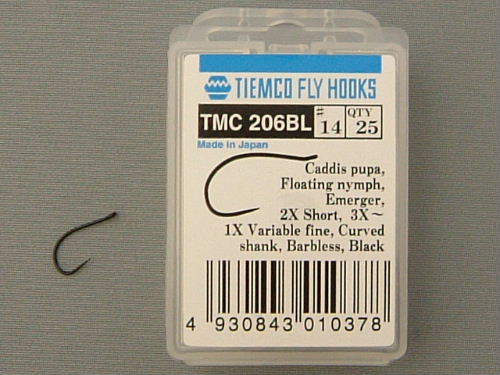 TIEMCO FLY HOOKS
TMC 206BL # 14 QTY 25
Made in Japan
Caddis pupa,
Floating nymph,
Emerger,
2X Short, 3X~
1X Variable fine, Curved
shank, Barbless, Black
4 930843 010378